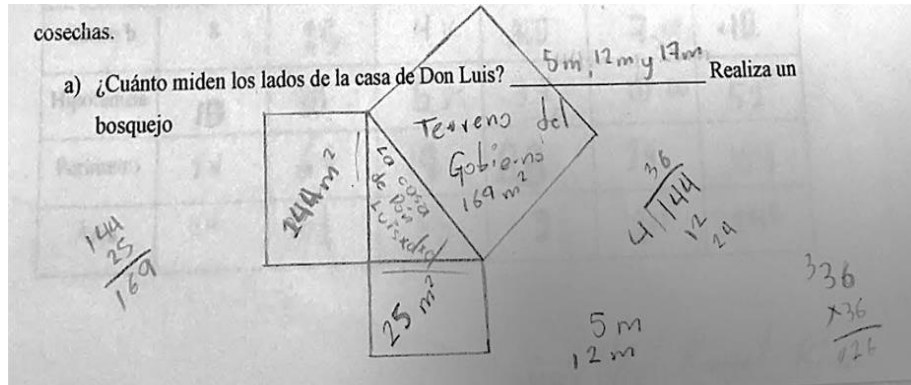 cosechas.
a) ¿Cuánto miden los lados de la casa de Don Luis? 5m, 12m y 17m Realiza un
bosquejo
144 m²
La casa
de Don
Luis
Terreno del
Gobierno
169 m²
25 m²
144
25
169
36
4 144
12
24
5 m
12 m
336
x36